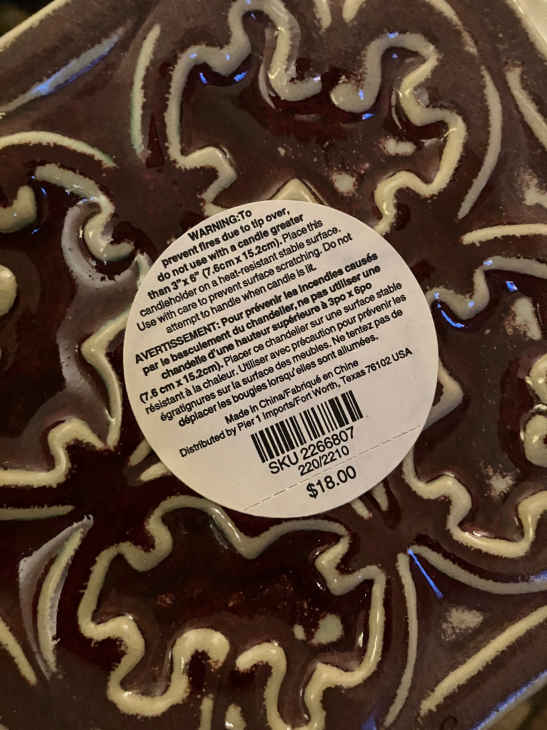 WARNING:To
prevent fires due to tip over,
do not use with a candle greater
than 3"x 6" (7.6cm x 15.2cm). Place this
candleholder on a heat-resistant stable surface.
Use with care to prevent surface scratching. Do not
attempt to handle when candle is lit.
AVERTISSEMENT: Pour prévenir les incendies causés
par le basculement du chandelier, ne pas utiliser une
chandelle d'une hauteur supérieure à 3po x 6po
(7.6 cm x 15.2cm). Placer ce chandelier sur une surface stable
résistant à la chaleur. Utiliser avec précaution pour prévenir les
égratignures sur la surface des meubles. Ne tentez pas de
déplacer les bougies lorsqu'elles sont allumées.
Made in China/Fabriqué en Chine
Distributed by Pier 1 Imports/Fort Worth, Texas 76102 USA
SKU 2266807
220/2210
$18.00